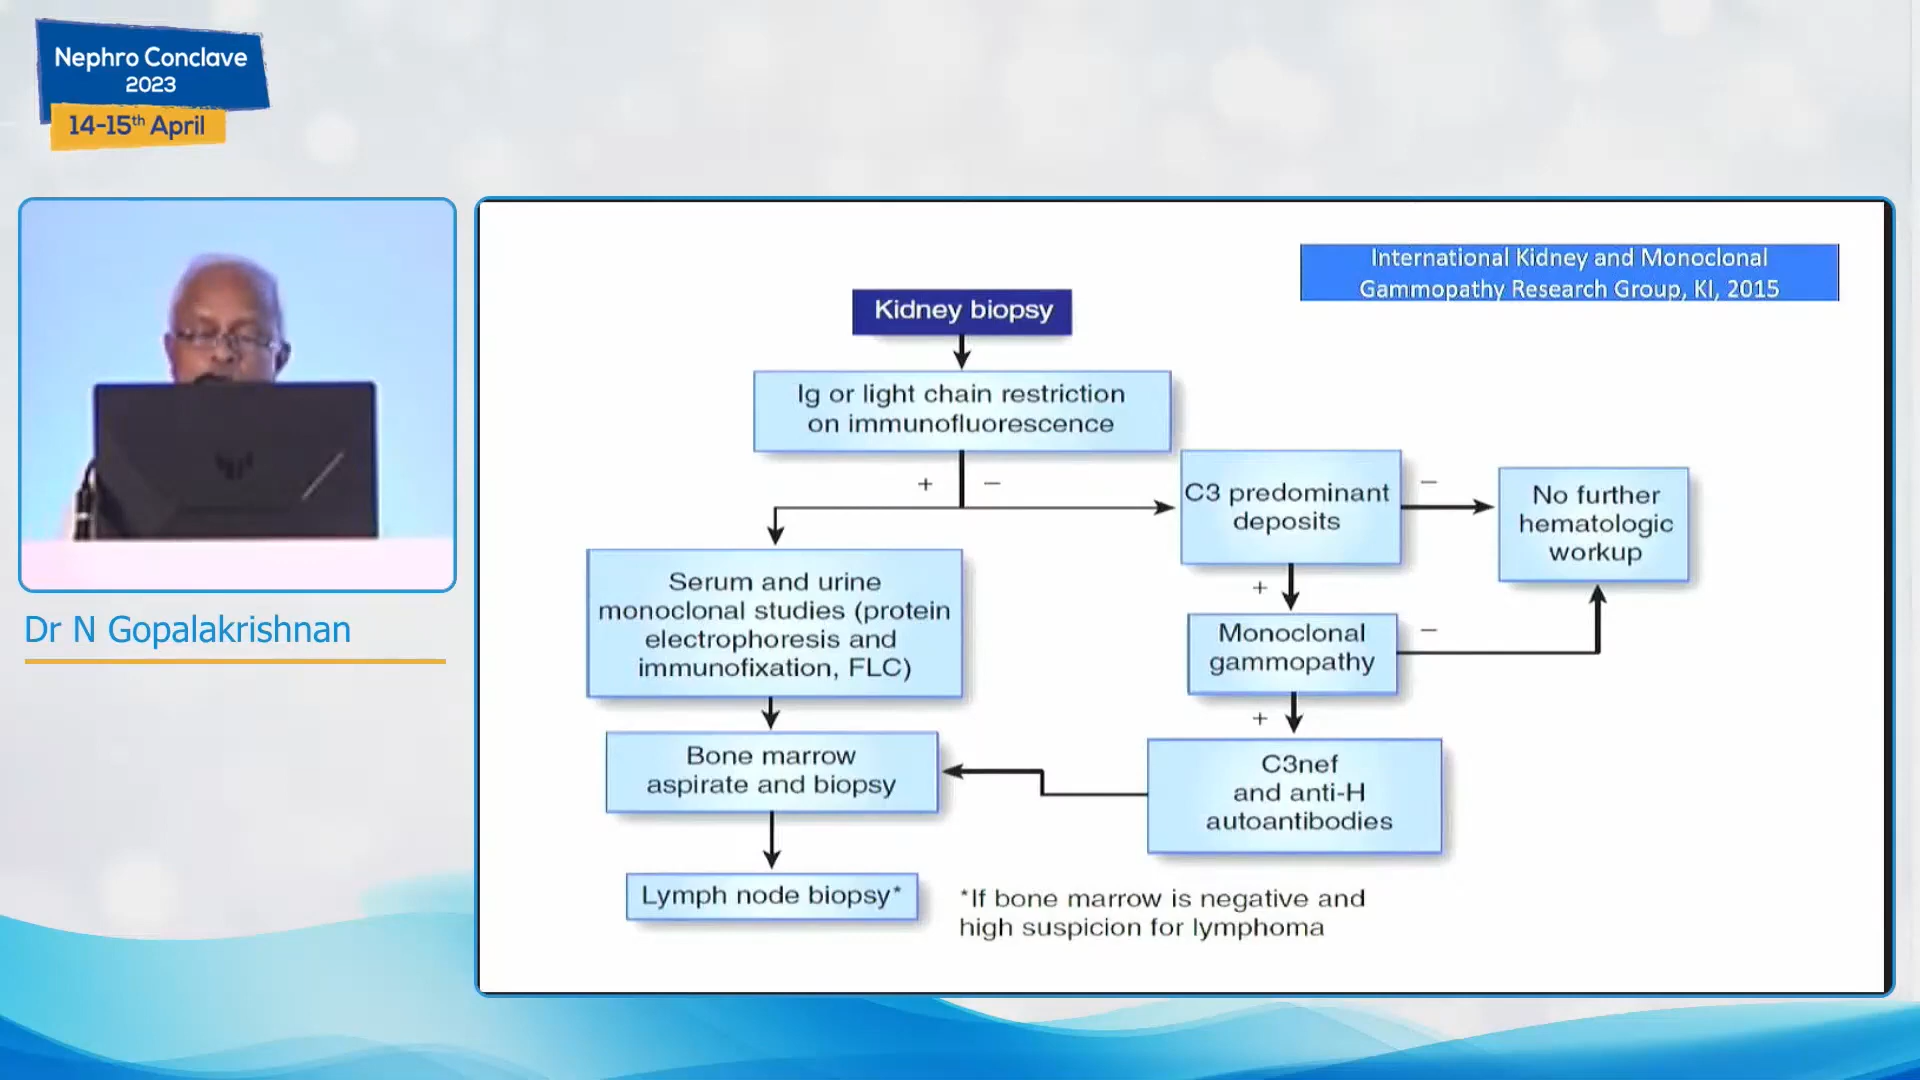 Nephro Conclave
2023
14-15th April
Dr N Gopalakrishnan
International Kidney and Monoclonal
Gammopathy Research Group, KI, 2015
Kidney biopsy
Ig or light chain restriction
on immunofluorescence
+ −
C3 predominant
deposits
−
No further
hematologic
workup
Serum and urine
monoclonal studies (protein
electrophoresis and
immunofixation, FLC)
+
Monoclonal
gammopathy
−
+
Bone marrow
aspirate and biopsy
C3nef
and anti-H
autoantibodies
Lymph node biopsy*
*If bone marrow is negative and
high suspicion for lymphoma